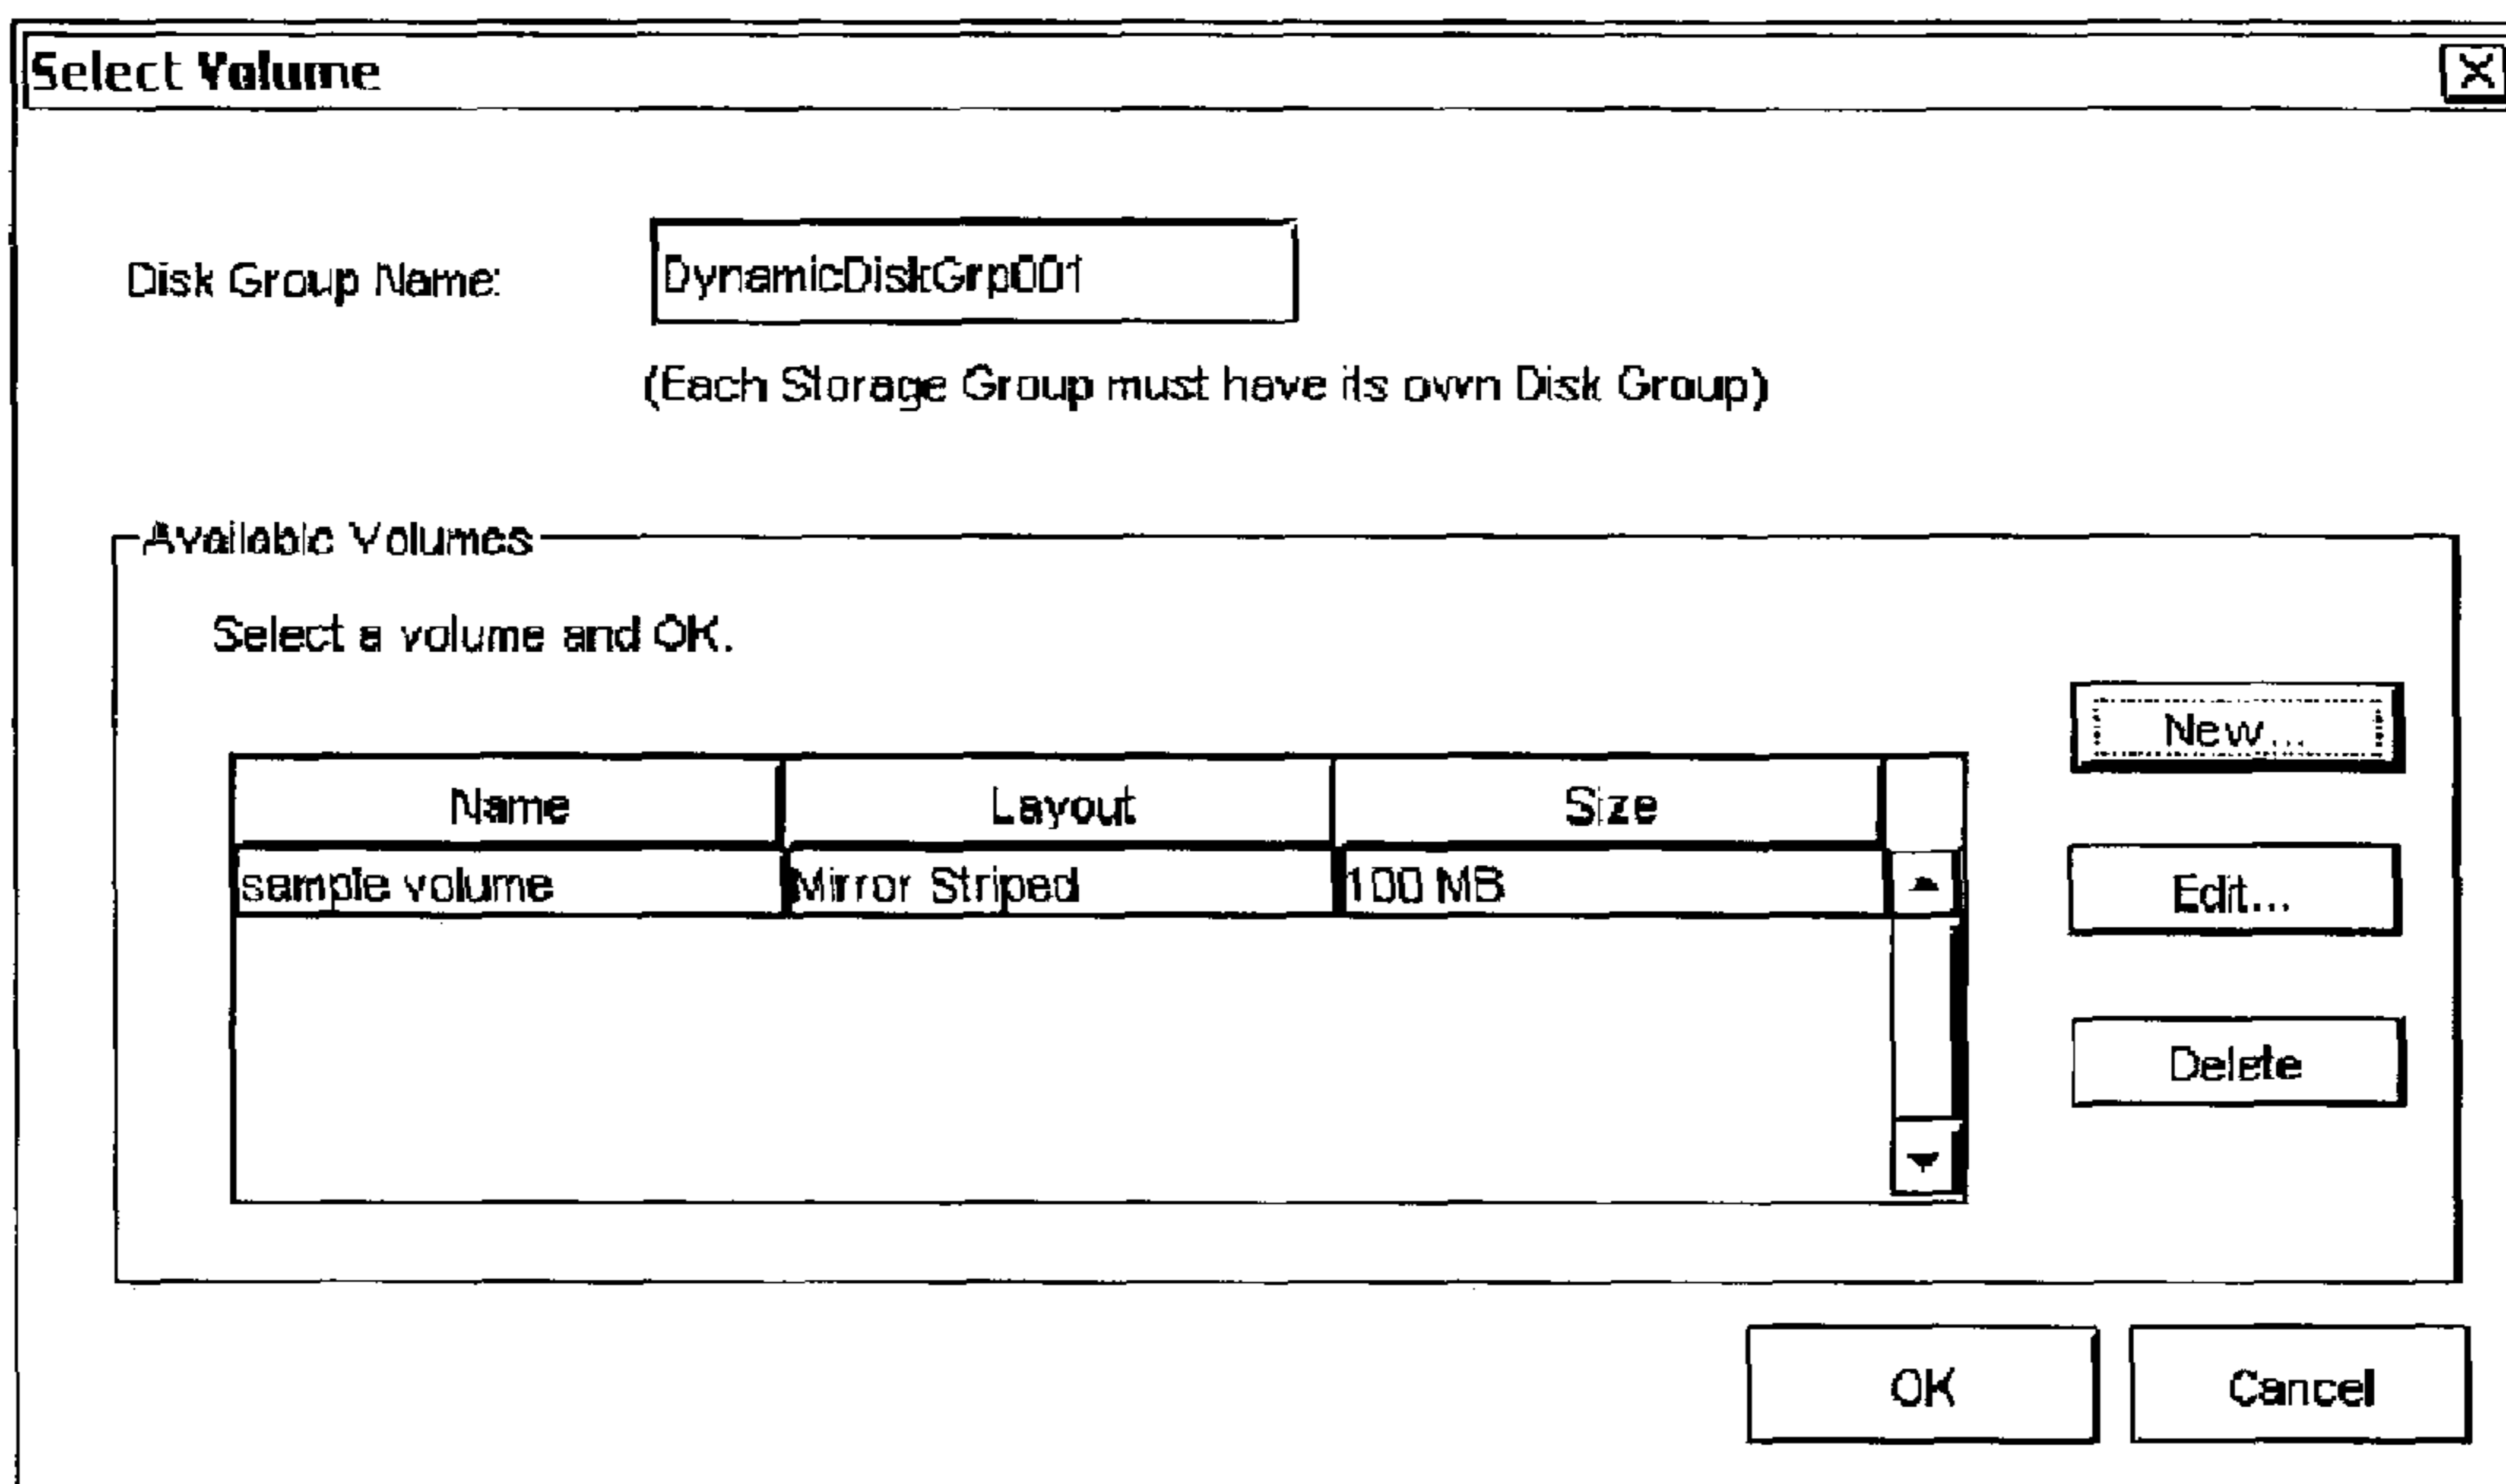 Select Volume
Disk Group Name: DynamicDiskGrp001
(Each Storage Group must have its own Disk Group)
Available Volumes
Select a volume and OK.
New...
Name Layout Size
sample volume Mirror Striped 100 MB
Edit...
Delete
OK Cancel